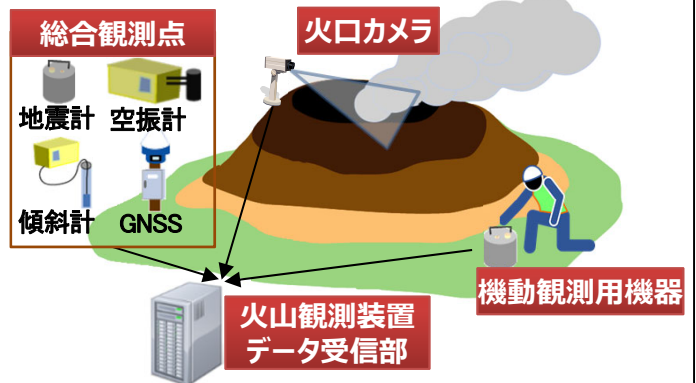 総合観測点
地震計
空振計
傾斜計
GNSS
火口カメラ
機動観測用機器
火山観測装置
データ受信部